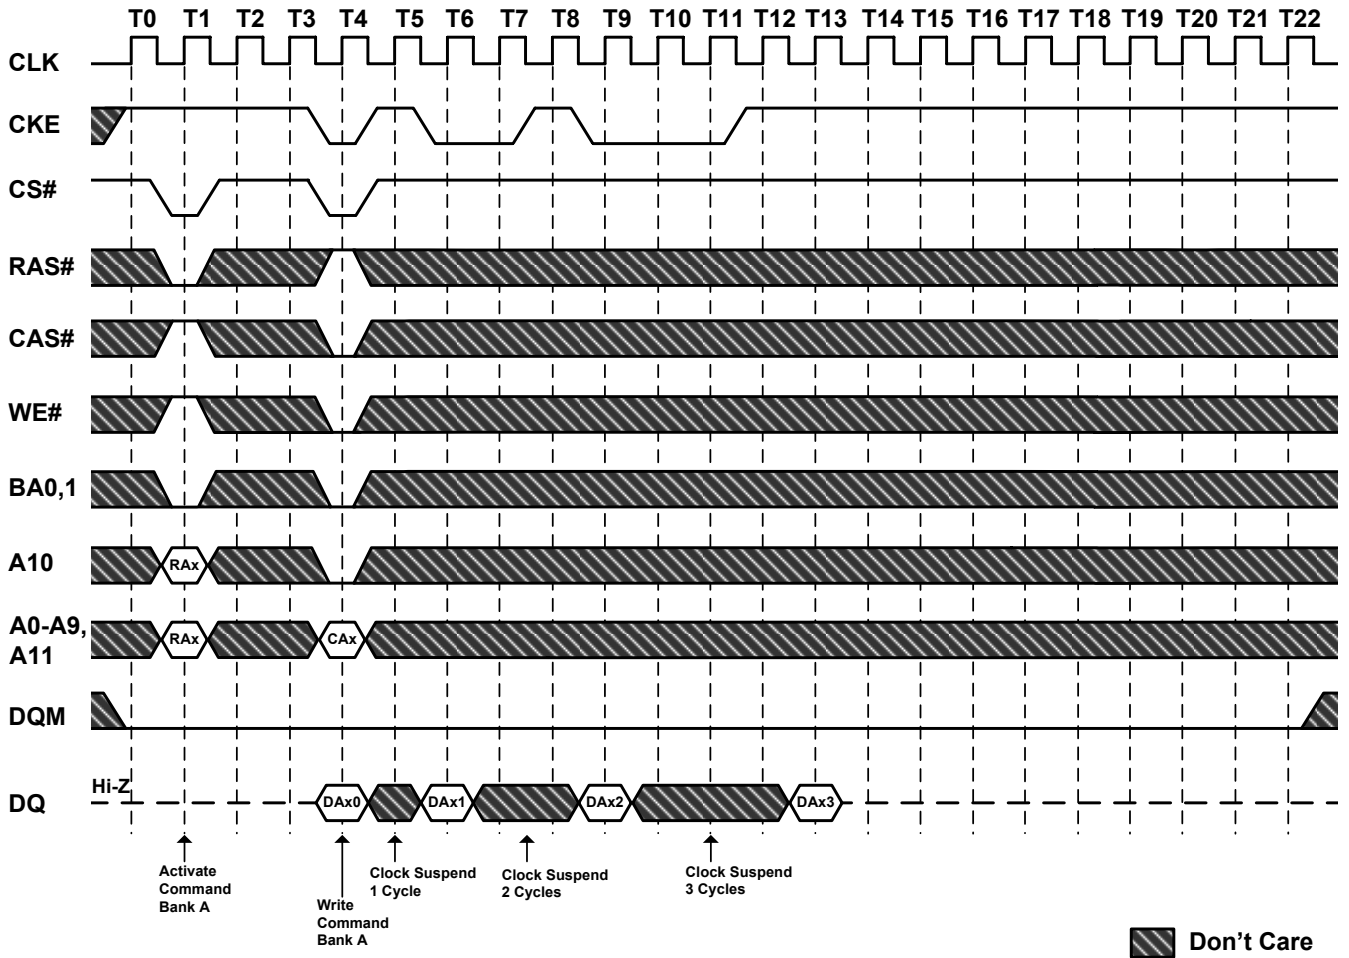 T0 T1 T2 T3 T4 T5 T6 T7 T8 T9 T10 T11 T12 T13 T14 T15 T16 T17 T18 T19 T20 T21 T22
CLK
CKE
CS#
RAS#
CAS#
WE#
BA0,1
A10
RAx
A0-A9,
A11
RAx CAx
DQM
Hi-Z
DQ
DAx0 DAx1 DAx2 DAx3
Activate
Command
Bank A
Write
Command
Bank A
Clock Suspend
1 Cycle
Clock Suspend
2 Cycles
Clock Suspend
3 Cycles
Don't Care